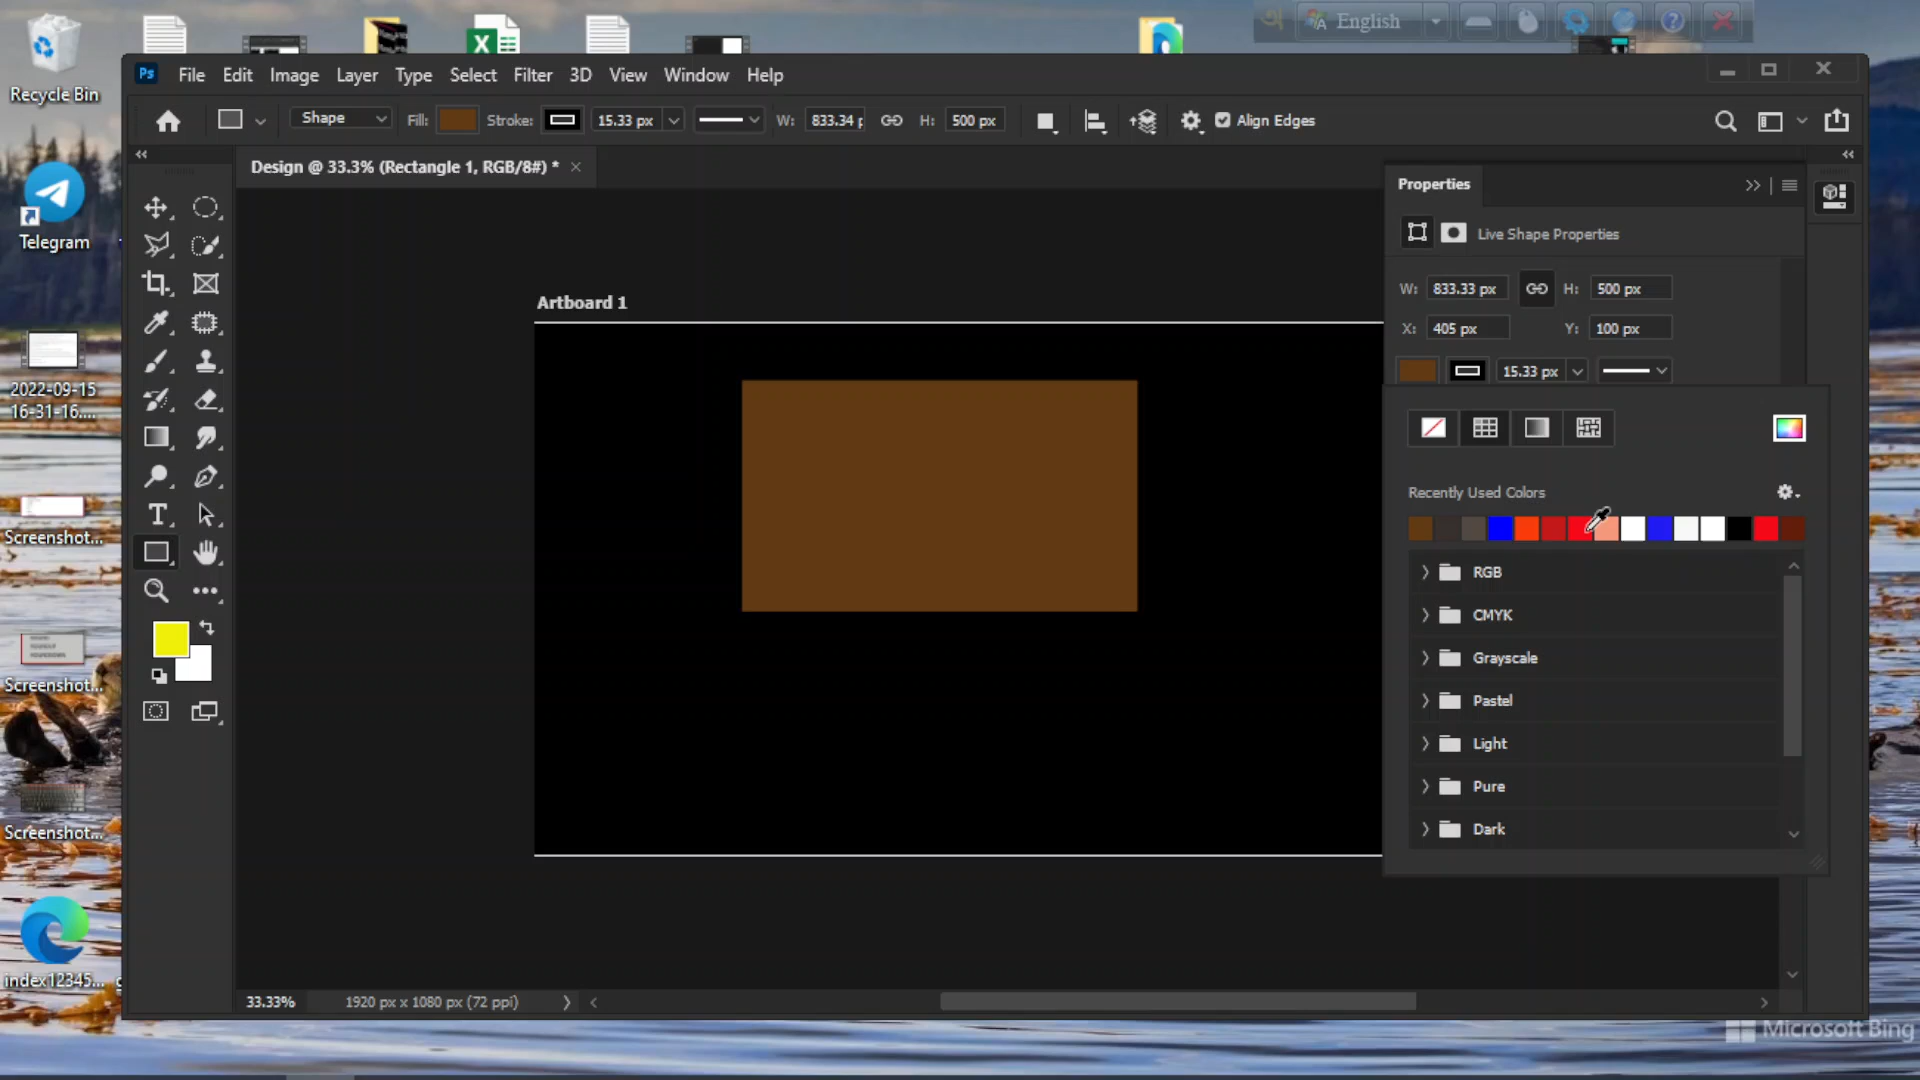 English
Recycle Bin
Ps
File Edit Image Layer Type Select Filter 3D View Window Help
Shape Fill: Stroke: 15.33 px W: 833.34 p H: 500 px Align Edges
Design @ 33.3% (Rectangle 1, RGB/8#) *
Properties
Live Shape Properties
Telegram
W: 833.33 px H: 500 px
Artboard 1
X: 405 px Y: 100 px
15.33 px
2022-09-15
16-31-16....
Recently Used Colors
Screenshot...
RGB
CMYK
Grayscale
Screenshot...
Pastel
Light
Pure
Screenshot...
Dark
index12345...
33.33% 1920 px x 1080 px (72 ppi)
Microsoft Bing